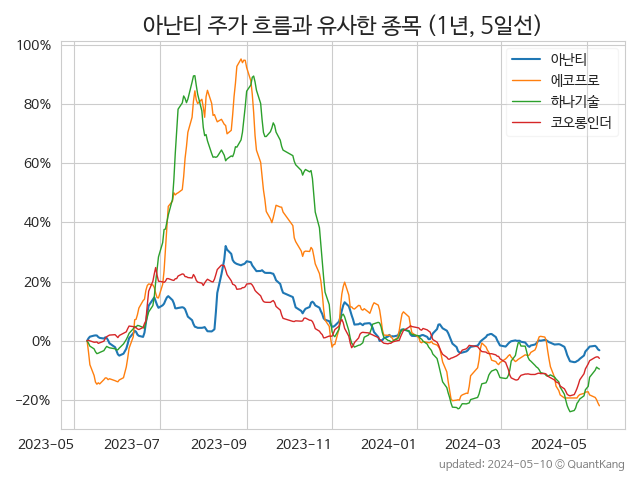 아난티 주가 흐름과 유사한 종목 (1년, 5일선)
100%
80%
60%
40%
20%
0%
−20%
아난티
에코프로
하나기술
코오롱인더
2023-05
2023-07
2023-09
2023-11
2024-01
2024-03
2024-05
updated: 2024-05-10 © QuantKang